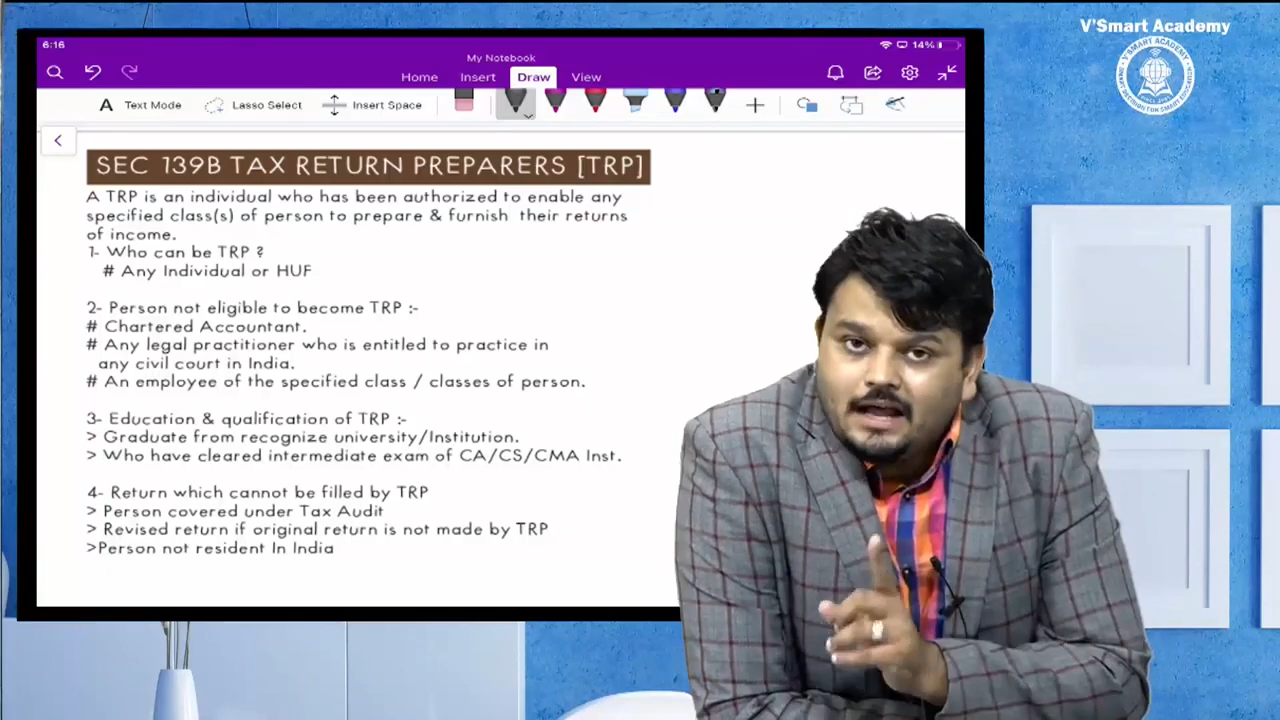 V'Smart Academy
6:16
14%
My Notebook
Home Insert Draw View
Text Mode Lasso Select Insert Space
SEC 139B TAX RETURN PREPARERS [TRP]
A TRP is an individual who has been authorized to enable any
specified class(s) of person to prepare & furnish their returns
of income.
1- Who can be TRP ?
# Any Individual or HUF
2- Person not eligible to become TRP :-
# Chartered Accountant.
# Any legal practitioner who is entitled to practice in
any civil court in India.
# An employee of the specified class / classes of person.
3- Education & qualification of TRP :-
> Graduate from recognize university/Institution.
> Who have cleared intermediate exam of CA/CS/CMA Inst.
4- Return which cannot be filled by TRP
> Person covered under Tax Audit
> Revised return if original return is not made by TRP
>Person not resident In India